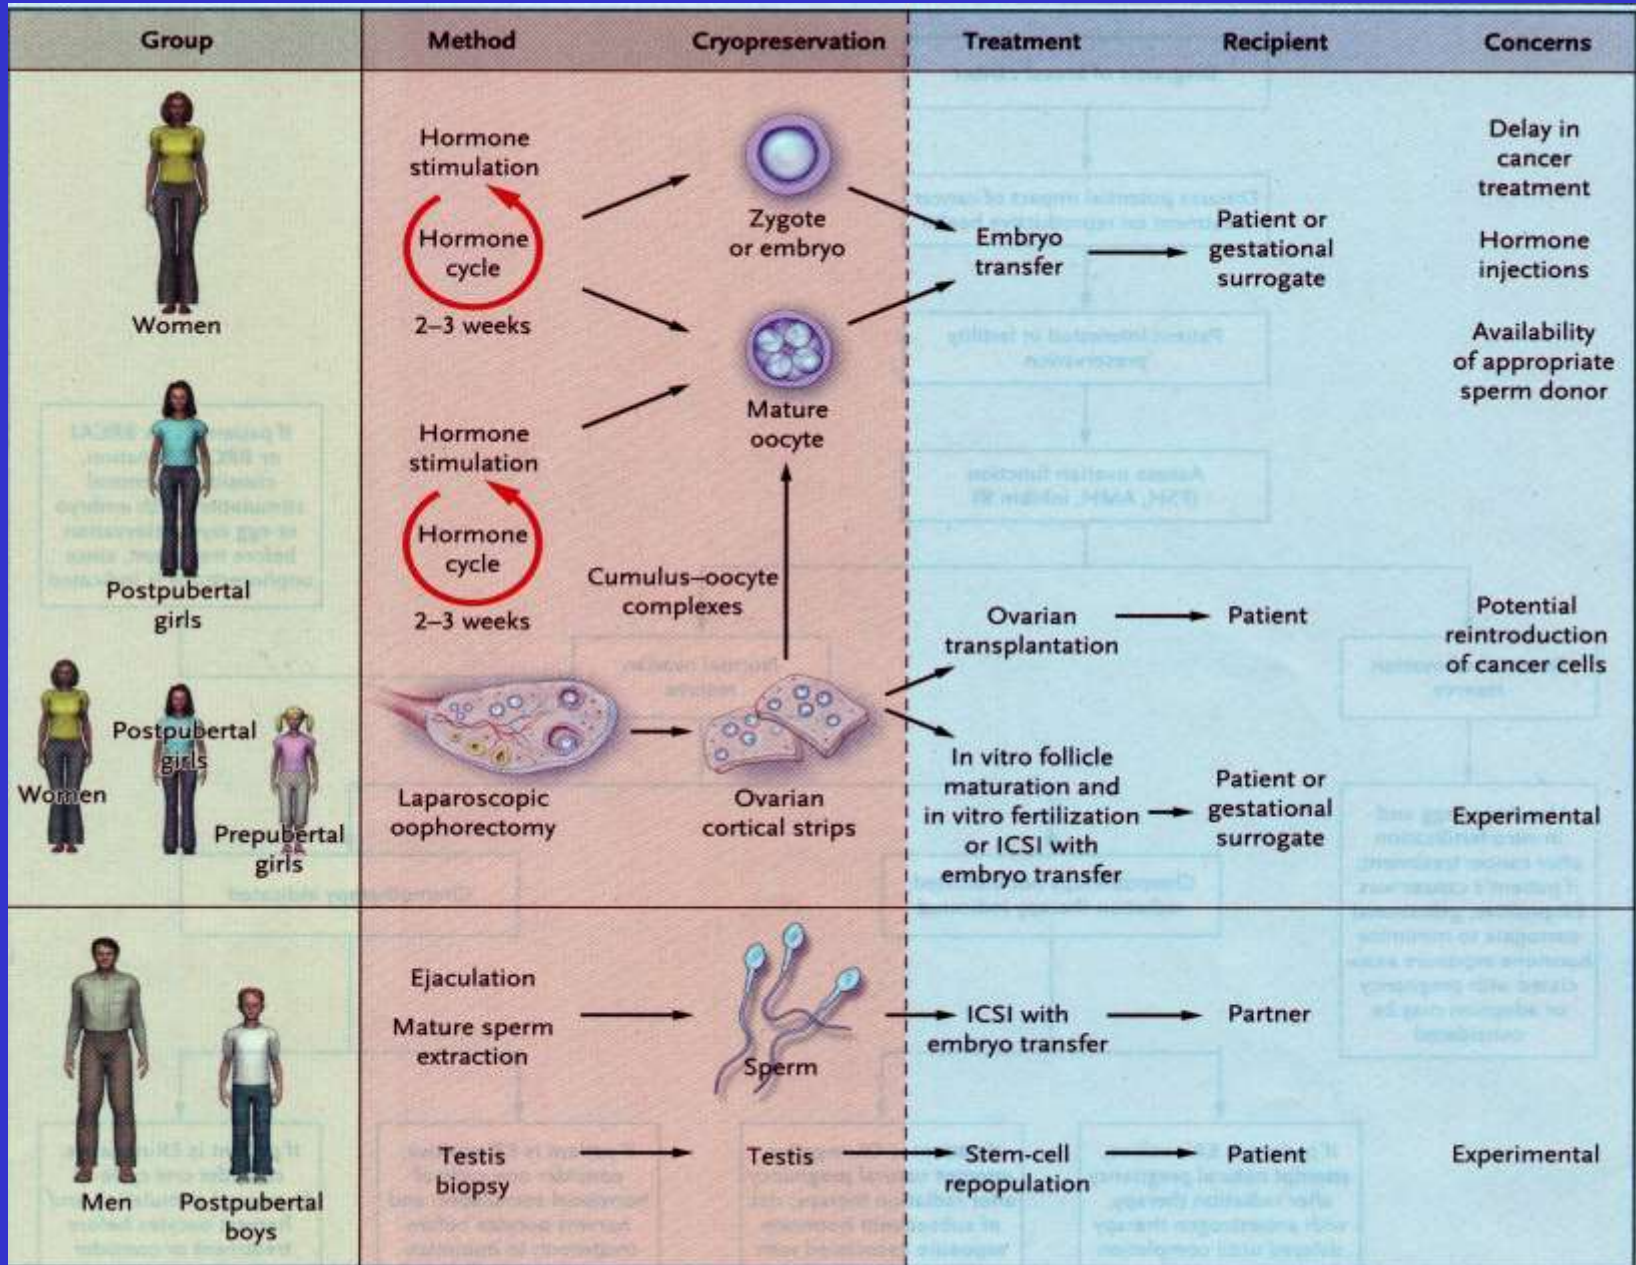 Group
Method
Cryopreservation
Treatment
Recipient
Concerns
Women
Hormone
stimulation
Hormone
cycle
2–3 weeks
Zygote
or embryo
Mature
oocyte
Embryo
transfer
Patient or
gestational
surrogate
Delay in
cancer
treatment
Hormone
injections
Availability
of appropriate
sperm donor
Postpubertal
girls
Hormone
stimulation
Hormone
cycle
2–3 weeks
Cumulus–oocyte
complexes
Women
Postpubertal
girls
Prepubertal
girls
Laparoscopic
oophorectomy
Ovarian
cortical strips
Ovarian
transplantation
Patient
Potential
reintroduction
of cancer cells
In vitro follicle
maturation and
in vitro fertilization
or ICSI with
embryo transfer
Patient or
gestational
surrogate
Experimental
Men
Postpubertal
boys
Ejaculation
Mature sperm
extraction
Sperm
ICSI with
embryo transfer
Partner
Testis
biopsy
Testis
Stem-cell
repopulation
Patient
Experimental